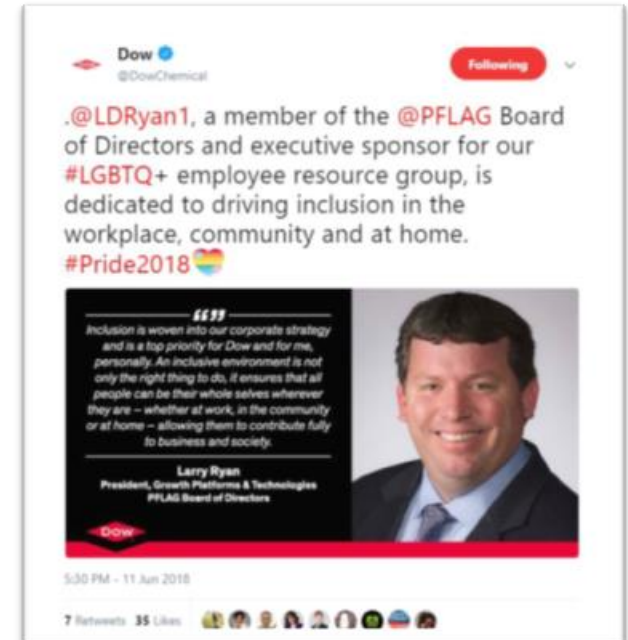 Dow
@DowChemical
Following
.@LDRyan1, a member of the @PFLAG Board
of Directors and executive sponsor for our
#LGBTQ+ employee resource group, is
dedicated to driving inclusion in the
workplace, community and at home.
#Pride2018
Inclusion is woven into our corporate strategy
and is a top priority for Dow and for me,
personally. An inclusive environment is not
only the right thing to do, it ensures that all
people can be their whole selves wherever
they are – whether at work, in the community
or at home – allowing them to contribute fully
to business and society.
Larry Ryan
President, Growth Platforms & Technologies
PFLAG Board of Directors
Dow
5:30 PM - 11 Jun 2018
7 Retweets 35 Likes